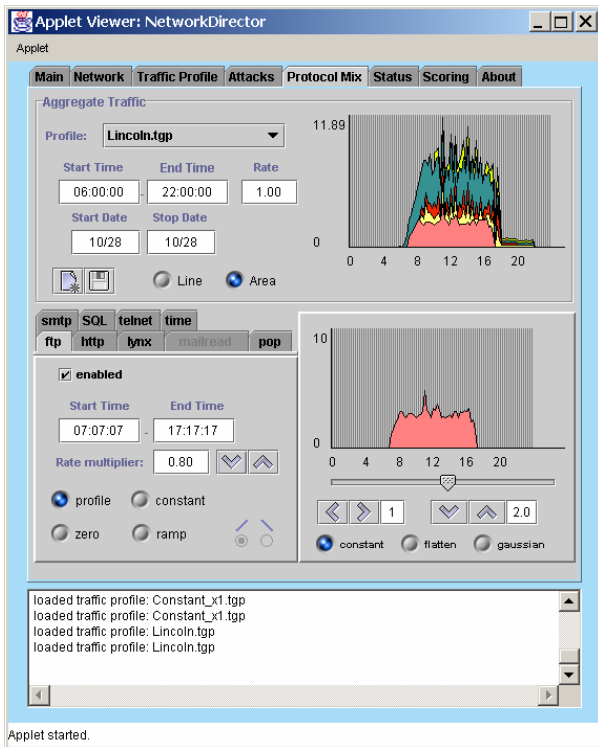 Applet Viewer: NetworkDirector
Applet
Main Network Traffic Profile Attacks Protocol Mix Status Scoring About
Aggregate Traffic
Profile: Lincoln.tgp
Start Time End Time Rate
06:00:00 - 22:00:00 1.00
Start Date Stop Date
10/28 10/28
Line Area
11.89
0
0 4 8 12 16 20
smtp SQL telnet time
ftp http lynx mailread pop
enabled
Start Time End Time
07:07:07 - 17:17:17
Rate multiplier: 0.80
profile constant
zero ramp
10
0
0 4 8 12 16 20
1 2.0
constant flatten gaussian
loaded traffic profile: Constant_x1.tgp
loaded traffic profile: Constant_x1.tgp
loaded traffic profile: Lincoln.tgp
loaded traffic profile: Lincoln.tgp
Applet started.